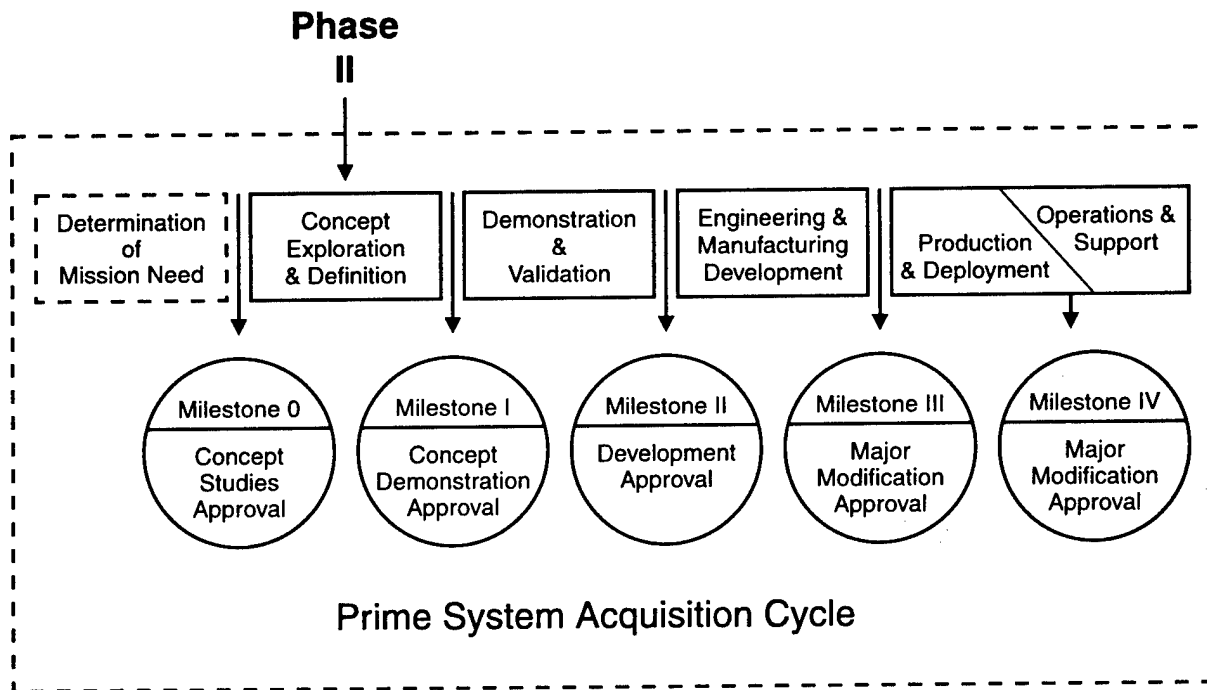 Phase
II
Determination
of
Mission Need
Concept
Exploration
& Definition
Demonstration
&
Validation
Engineering &
Manufacturing
Development
Production
& Deployment
Operations &
Support
Milestone 0
Concept
Studies
Approval
Milestone I
Concept
Demonstration
Approval
Milestone II
Development
Approval
Milestone III
Major
Modification
Approval
Milestone IV
Major
Modification
Approval
Prime System Acquisition Cycle